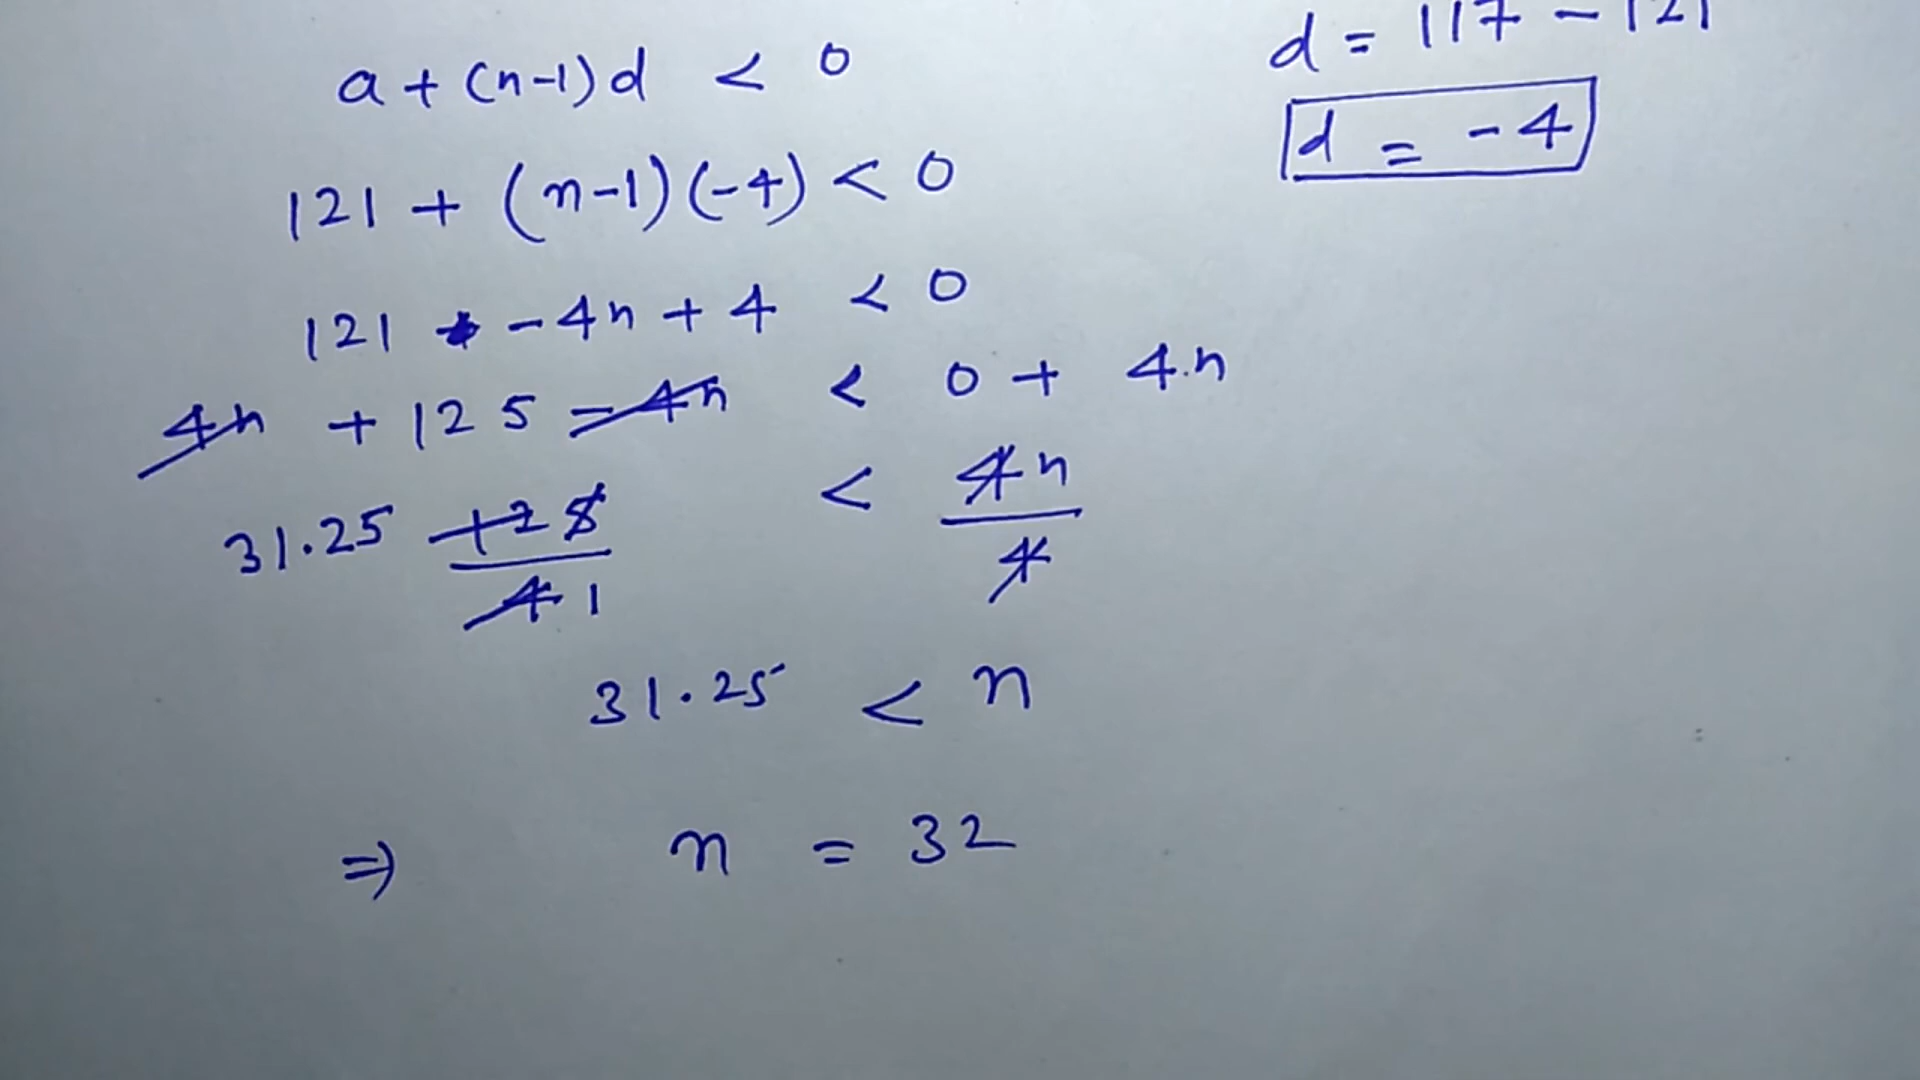 d = 117 - 121
a + (n-1) d < 0
d = -4
121 + (n-1)(-4) < 0
121 - 4n + 4 < 0
4n + 125 - 4n < 0 + 4n
31.25 125/4 1 < 4n/4
31.25 < n
⇒ n = 32